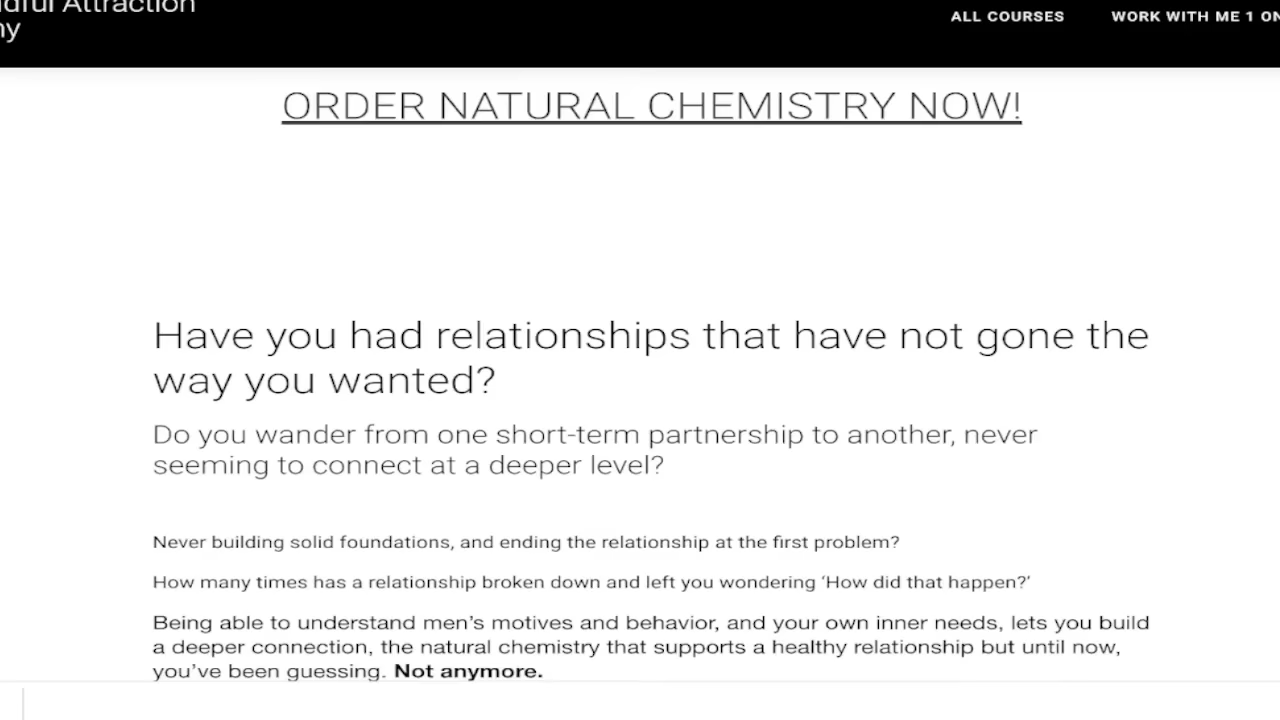 dful Attraction
ny
ALL COURSES
WORK WITH ME 1 ON
ORDER NATURAL CHEMISTRY NOW!
Have you had relationships that have not gone the
way you wanted?
Do you wander from one short-term partnership to another, never
seeming to connect at a deeper level?
Never building solid foundations, and ending the relationship at the first problem?
How many times has a relationship broken down and left you wondering ‘How did that happen?’
Being able to understand men’s motives and behavior, and your own inner needs, lets you build
a deeper connection, the natural chemistry that supports a healthy relationship but until now,
you’ve been guessing. Not anymore.